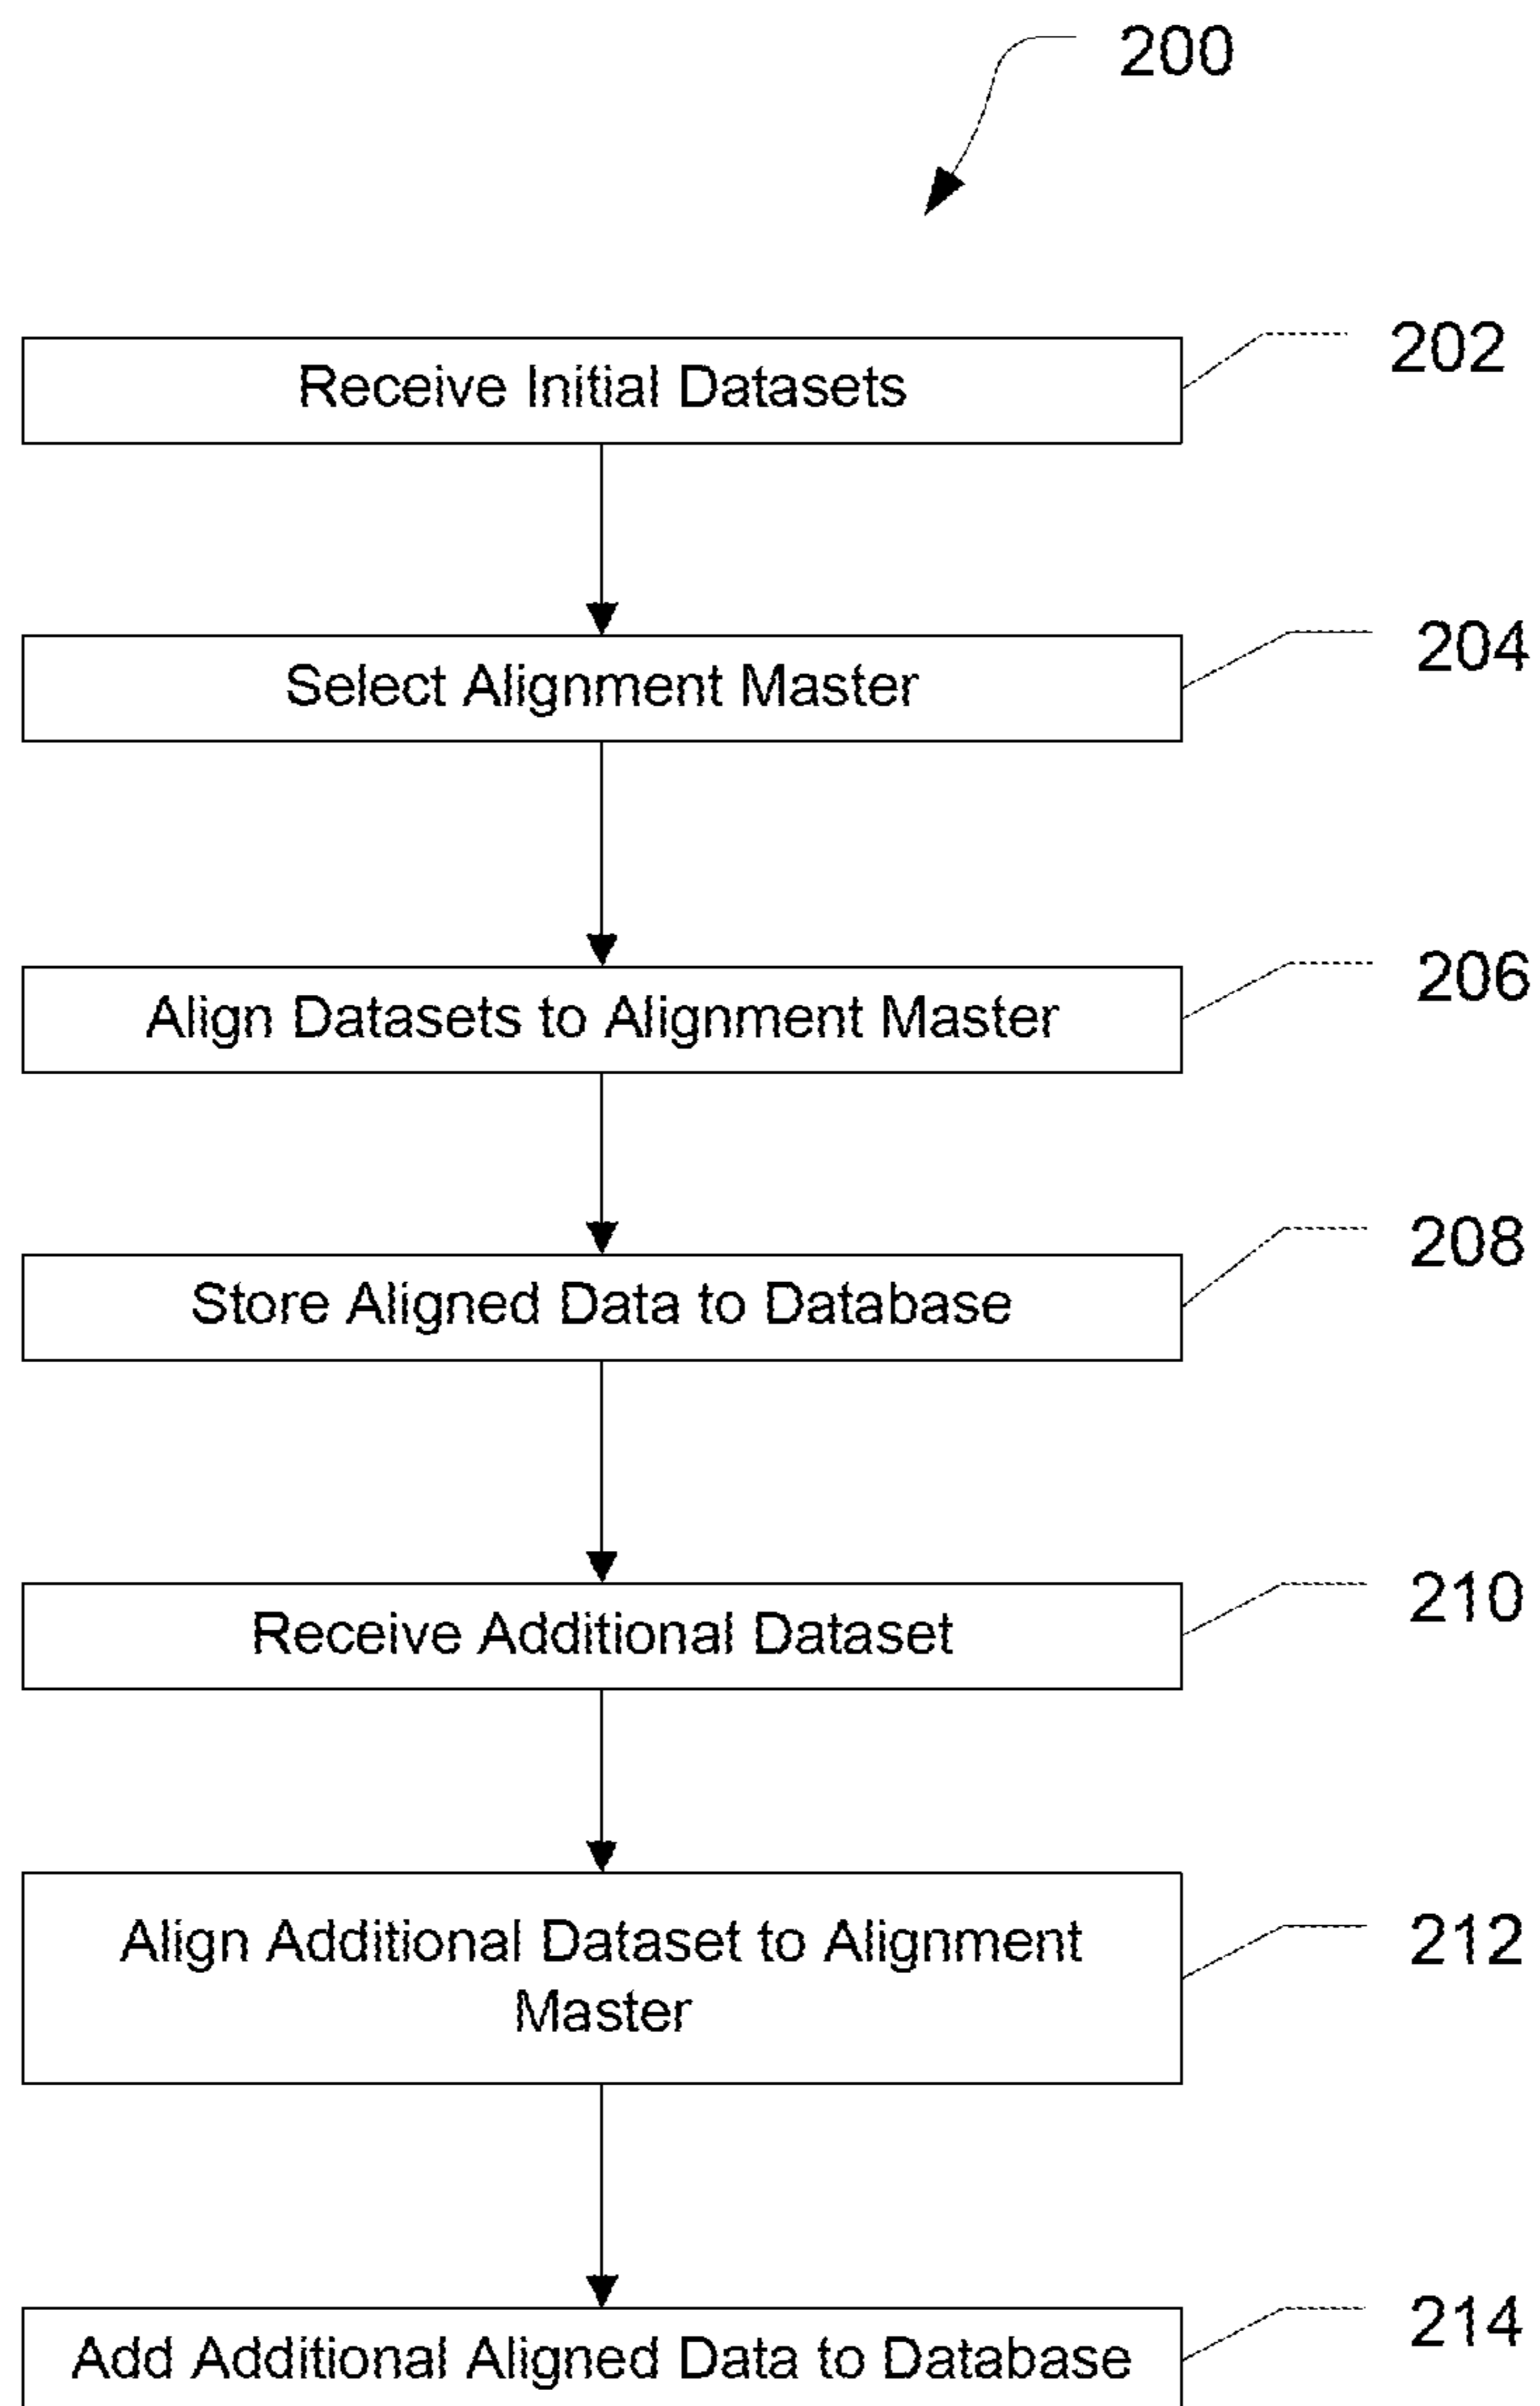 200
Receive Initial Datasets
202
Select Alignment Master
204
Align Datasets to Alignment Master
206
Store Aligned Data to Database
208
Receive Additional Dataset
210
Align Additional Dataset to Alignment
Master
212
Add Additional Aligned Data to Database
214